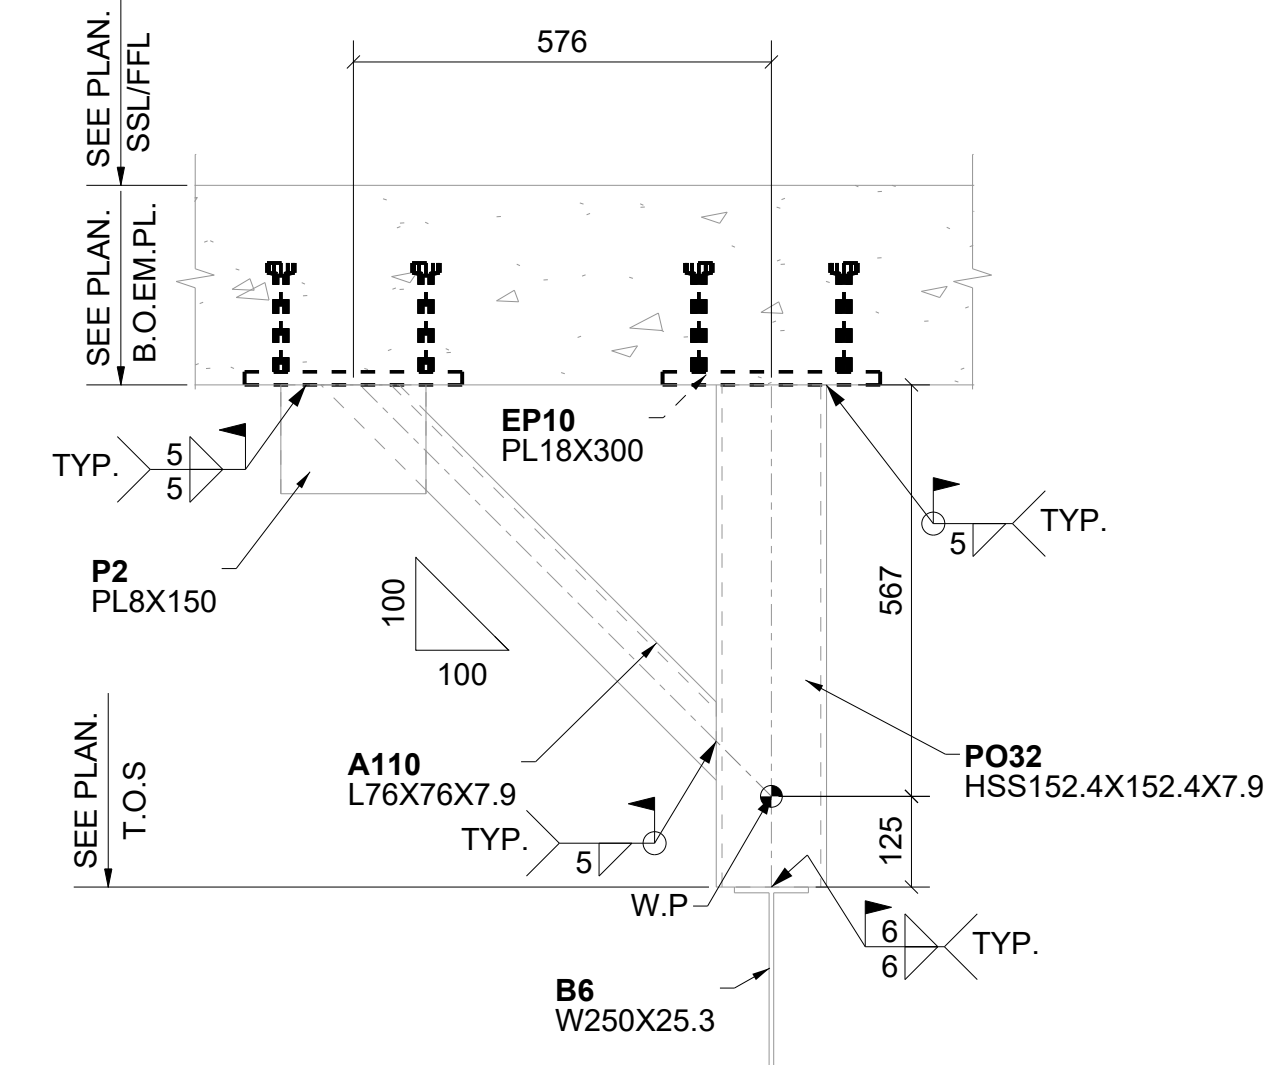 576
SEE PLAN.
SSL/FFL
SEE PLAN.
B.O.EM.PL.
EP10
PL18X300
TYP.
5
5
5
TYP.
P2
PL8X150
100
100
567
A110
L76X76X7.9
PO32
HSS152.4X152.4X7.9
SEE PLAN.
T.O.S
TYP.
5
125
W.P
6
6
TYP.
B6
W250X25.3